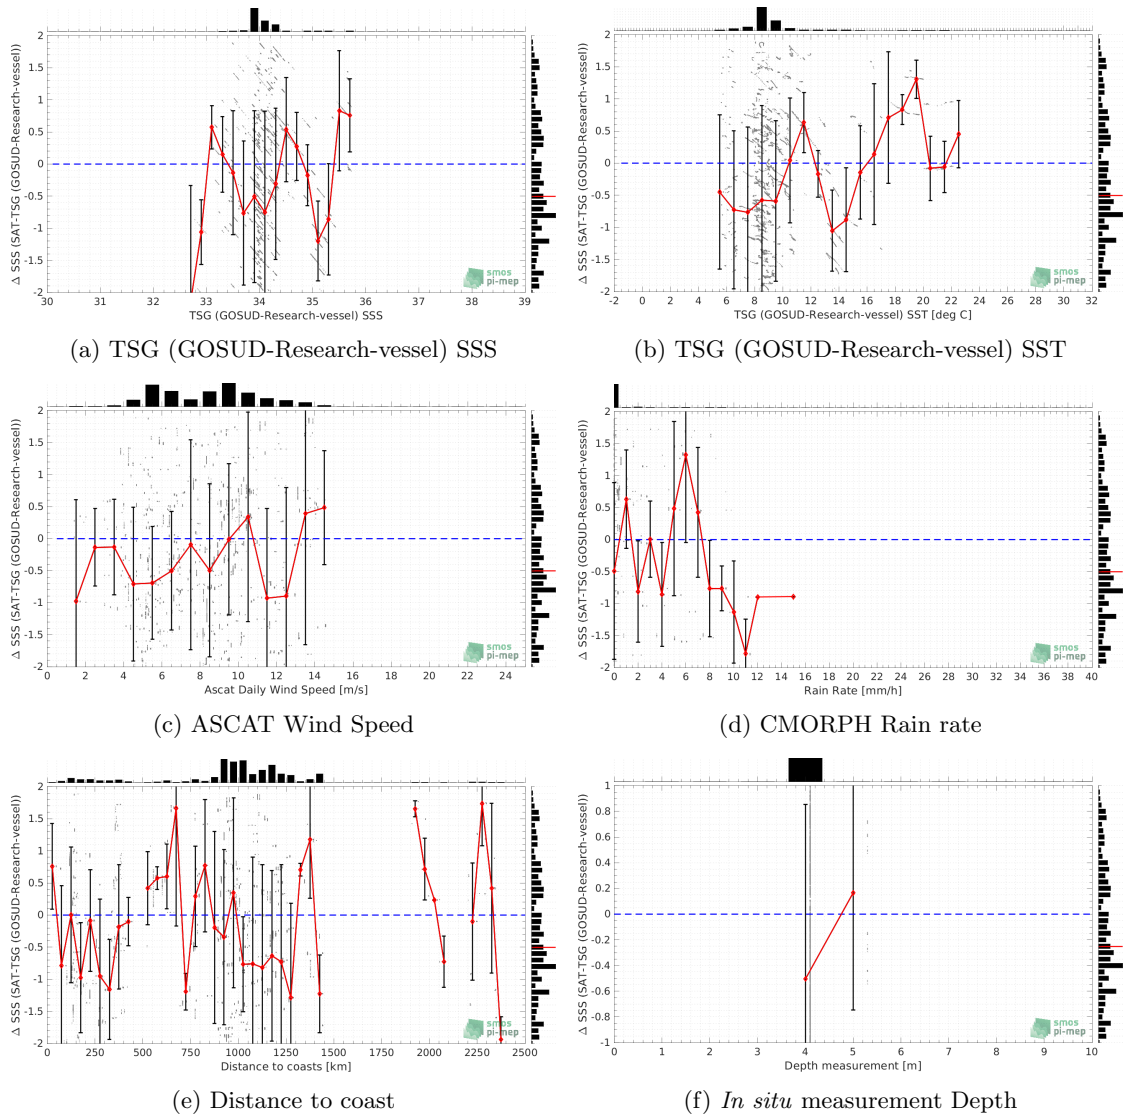 Δ SSS (SAT-TSG (GOSUD-Research-vessel))
2
1.5
1
0.5
0
-0.5
-1
-1.5
-2
29 30 31 32 33 34 35 36 37 38 39
TSG (GOSUD-Research-vessel) SSS
smos
pi-mep
(a) TSG (GOSUD-Research-vessel) SSS
Δ SSS (SAT-TSG (GOSUD-Research-vessel))
2
1.5
1
0.5
0
-0.5
-1
-1.5
-2
-2 0 2 4 6 8 10 12 14 16 18 20 22 24 26 28 30 32
TSG (GOSUD-Research-vessel) SST [deg C]
smos
pi-mep
(b) TSG (GOSUD-Research-vessel) SST
Δ SSS (SAT-TSG (GOSUD-Research-vessel))
2
1.5
1
0.5
0
-0.5
-1
-1.5
-2
0 2 4 6 8 10 12 14 16 18 20 22 24
Ascat Daily Wind Speed [m/s]
smos
pi-mep
(c) ASCAT Wind Speed
Δ SSS (SAT-TSG (GOSUD-Research-vessel))
2
1.5
1
0.5
0
-0.5
-1
-1.5
-2
0 2 4 6 8 10 12 14 16 18 20 22 24 26 28 30 32 34 36 38 40
Rain Rate [mm/h]
smos
pi-mep
(d) CMORPH Rain rate
Δ SSS (SAT-TSG (GOSUD-Research-vessel))
2
1.5
1
0.5
0
-0.5
-1
-1.5
-2
0 250 500 750 1000 1250 1500 1750 2000 2250 2500
Distance to coasts [km]
smos
pi-mep
(e) Distance to coast
Δ SSS (SAT-TSG (GOSUD-Research-vessel))
1
0.8
0.6
0.4
0.2
0
-0.2
-0.4
-0.6
-0.8
-1
0 1 2 3 4 5 6 7 8 9 10
Depth measurement [m]
smos
pi-mep
(f) In situ measurement Depth